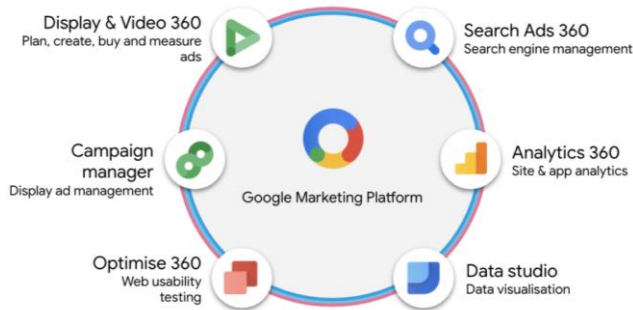 Display & Video 360
Plan, create, buy and measure
ads
Search Ads 360
Search engine management
Campaign
manager
Display ad management
Google Marketing Platform
Analytics 360
Site & app analytics
Optimise 360
Web usability
testing
Data studio
Data visualisation